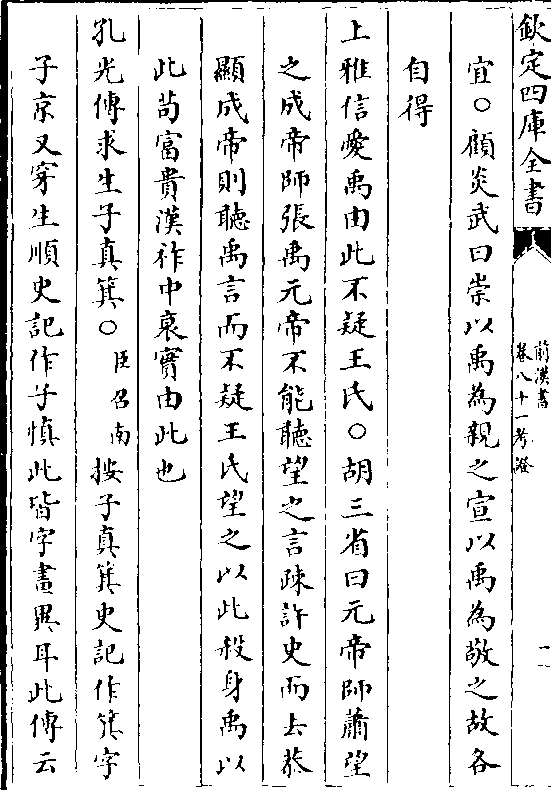 欽定四庫全書
前漢書
卷八十一考證
二
宜○顧炎武曰崇以禹為親之宣以禹為敬之故各
自得
上雅信愛禹由此不疑王氏○胡三省曰元帝師蕭望
之成帝師張禹元帝不能聽望之言疎許史而去恭
顯成帝則聽禹言而不疑王氏望之以此殺身禹以
此茍富貴漢祚中衰實由此也
孔光傳求生子真箕○臣召南按子真箕史記作箕字
子京又穿生順史記作子慎此皆字畫異耳此傳云